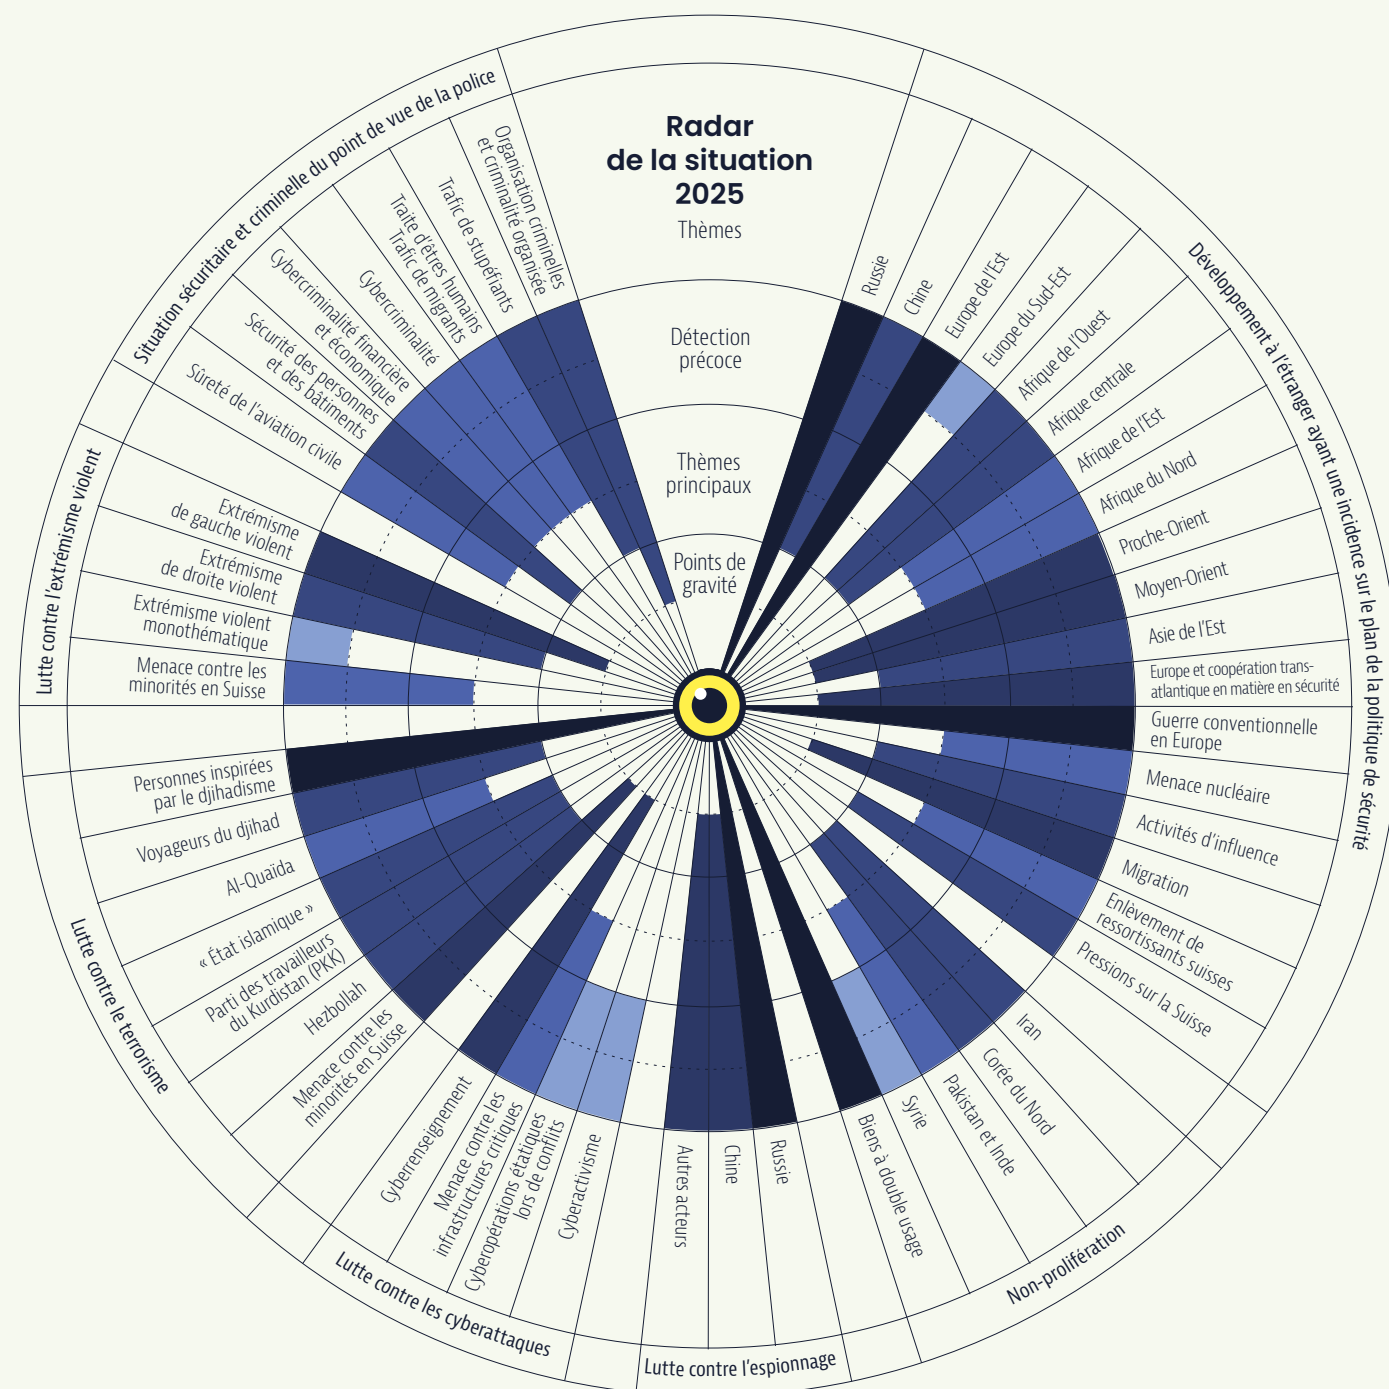 Radar
de la situation
2025
Thèmes
Détection
précoce
Thèmes
principaux
Points de
gravité
Développement à l'étranger ayant une incidence sur le plan de la politique de sécurité
Russie
Chine
Europe de l'Est
Europe du Sud-Est
Afrique de l'Ouest
Afrique centrale
Afrique de l'Est
Afrique du Nord
Proche-Orient
Moyen-Orient
Asie de l'Est
Europe et coopération trans-
atlantique en matière en sécurité
Guerre conventionnelle
en Europe
Menace nucléaire
Activités d'influence
Migration
Enlèvement de
ressortissants suisses
Pressions sur la Suisse
Non-prolifération
Iran
Corée du Nord
Pakistan et Inde
Syrie
Biens à double usage
Lutte contre l'espionnage
Russie
Chine
Autres acteurs
Lutte contre les cyberattaques
Cyberactivisme
Cyberopérations étatiques
lors de conflits
Menace contre les
infrastructures critiques
Cyberrenseignement
Lutte contre le terrorisme
Menace contre les
minorités en Suisse
Hezbollah
Parti des travailleurs
du Kurdistan (PKK)
« État islamique »
Al-Quaïda
Voyageurs du djihad
Personnes inspirées
par le djihadisme
Lutte contre l'extrémisme violent
Menace contre les
minorités en Suisse
Extrémisme violent
monothématique
Extrémisme
de droite violent
Extrémisme
de gauche violent
Situation sécuritaire et criminelle du point de vue de la police
Sûreté de l'aviation civile
Sécurité des personnes
et des bâtiments
Cybercriminalité financière
et économique
Cybercriminalité
Traite d'êtres humains
Trafic de migrants
Trafic de stupéfiants
Organisation criminelles
et criminalité organisée